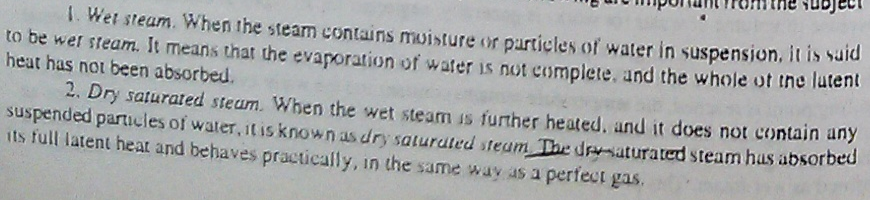 important from the subject
1. Wet steam. When the steam contains moisture or particles of water in suspension, it is said
to be wet steam. It means that the evaporation of water is not complete, and the whole of the latent
heat has not been absorbed.
2. Dry saturated steam. When the wet steam is further heated, and it does not contain any
suspended particles of water, it is known as dry saturated steam. The dry saturated steam has absorbed
its full latent heat and behaves practically, in the same way as a perfect gas.